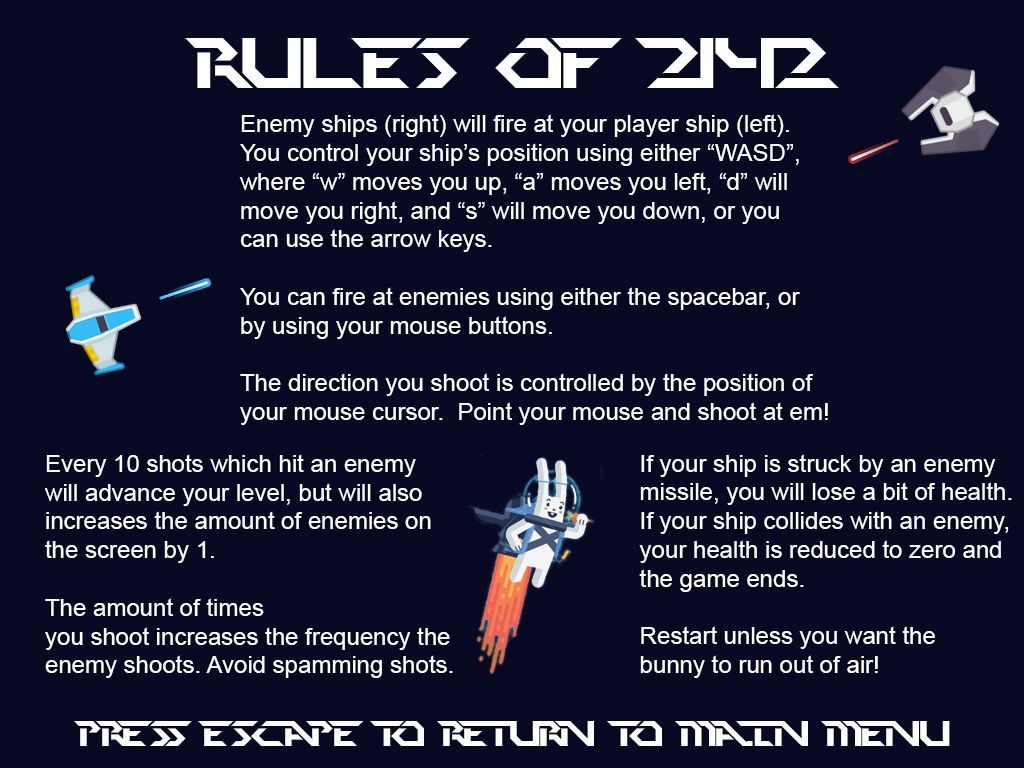 RULES OF 2142
Enemy ships (right) will fire at your player ship (left).
You control your ship’s position using either “WASD”,
where “w” moves you up, “a” moves you left, “d” will
move you right, and “s” will move you down, or you
can use the arrow keys.
You can fire at enemies using either the spacebar, or
by using your mouse buttons.
The direction you shoot is controlled by the position of
your mouse cursor.  Point your mouse and shoot at em!
Every 10 shots which hit an enemy
will advance your level, but will also
increases the amount of enemies on
the screen by 1.
The amount of times
you shoot increases the frequency the
enemy shoots. Avoid spamming shots.
If your ship is struck by an enemy
missile, you will lose a bit of health.
If your ship collides with an enemy,
your health is reduced to zero and
the game ends.
Restart unless you want the
bunny to run out of air!
PRESS ESCAPE TO RETURN TO MAIN MENU